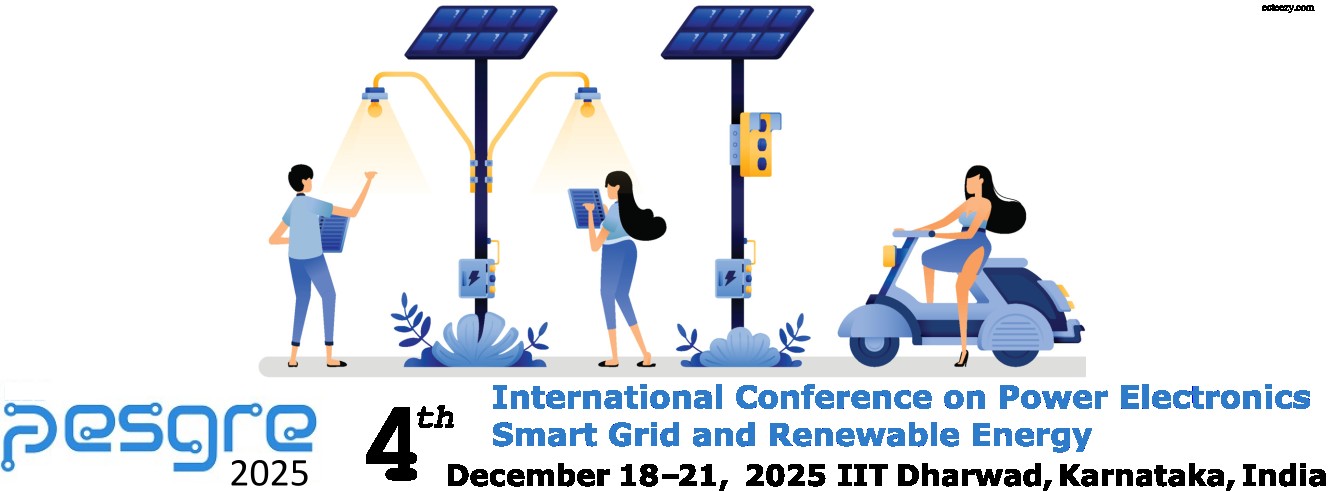 ecteezy.com
International Conference on Power Electronics
pesgre 4th Smart Grid and Renewable Energy
2025 December 18–21, 2025 IIT Dharwad, Karnataka, India